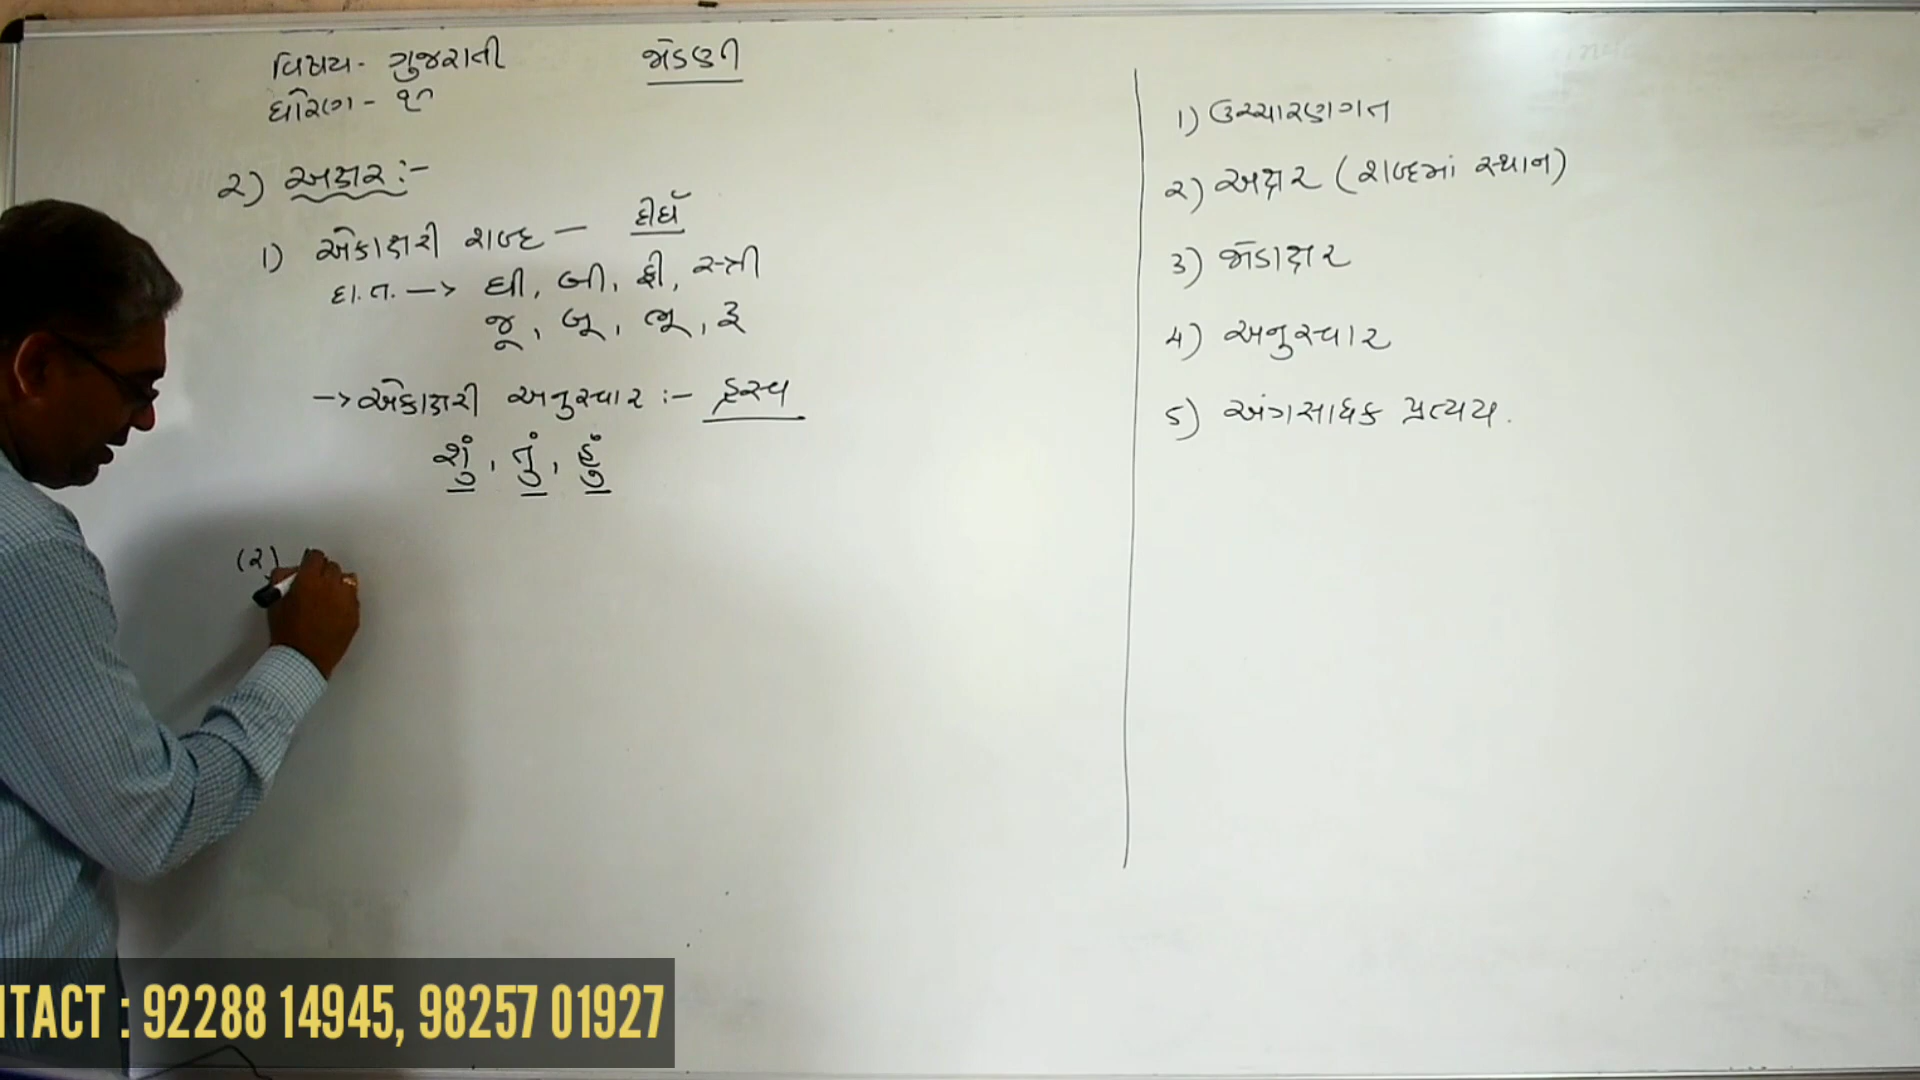 વિષય - ગુજરાતી
જોડણી
ધોરણ - ૧૦
૨) અક્ષર :-
૧) એકાક્ષરી શબ્દ - દીર્ઘ
દા.ત. → ઘી, બી, ફી, સ્ત્રી
જૂ, બૂ, ભૂ, રૂ
→ એકાક્ષરી અનુસ્વાર :- હ્રસ્વ
શું, તું, હું
(૨)
૧) ઉચ્ચારણગત
૨) અક્ષર (શબ્દમાં સ્થાન)
૩) જોડાક્ષર
૪) અનુસ્વાર
૫) અંગસાધક પ્રત્યય.
NTACT : 92288 14945, 98257 01927